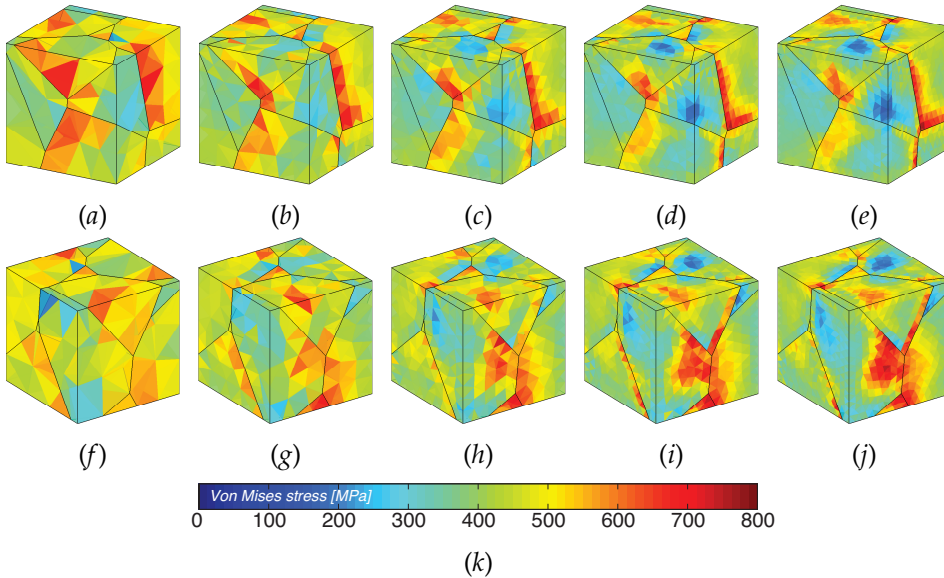 (a) (b) (c) (d) (e)
(f) (g) (h) (i) (j)
Von Mises stress [MPa]
0 100 200 300 400 500 600 700 800
(k)